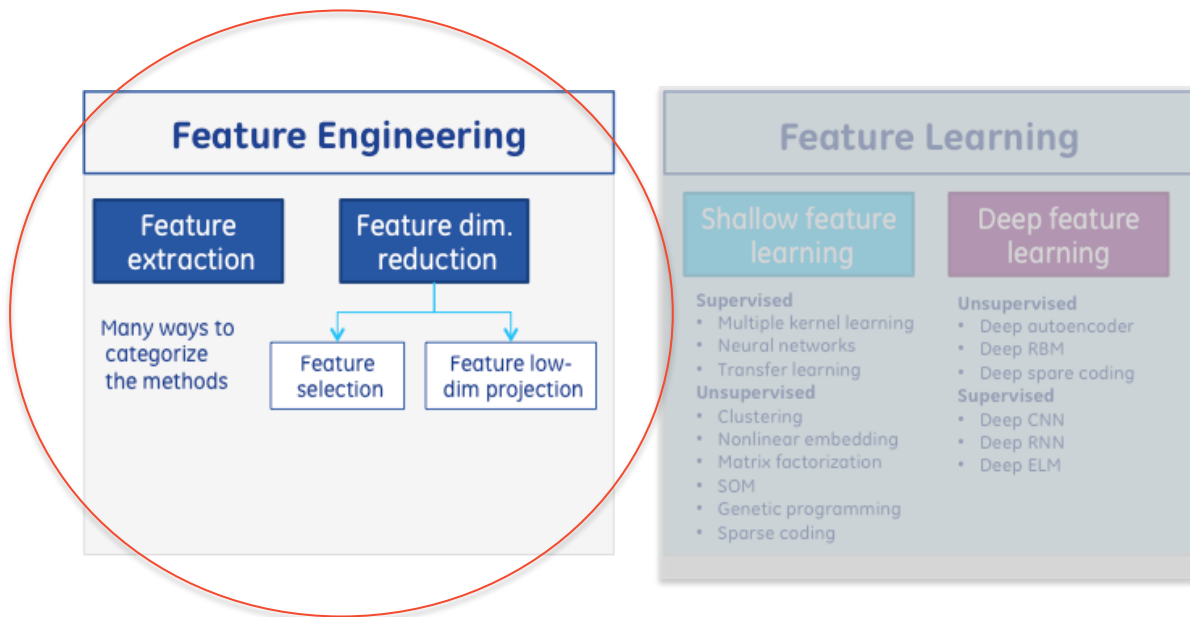 Feature Engineering
Feature
extraction
Feature dim.
reduction
Many ways to
categorize
the methods
Feature
selection
Feature low-
dim projection
Feature Learning
Shallow feature
learning
Deep feature
learning
Supervised
• Multiple kernel learning
• Neural networks
• Transfer learning
Unsupervised
• Clustering
• Nonlinear embedding
• Matrix factorization
• SOM
• Genetic programming
• Sparse coding
Unsupervised
• Deep autoencoder
• Deep RBM
• Deep spare coding
Supervised
• Deep CNN
• Deep RNN
• Deep ELM